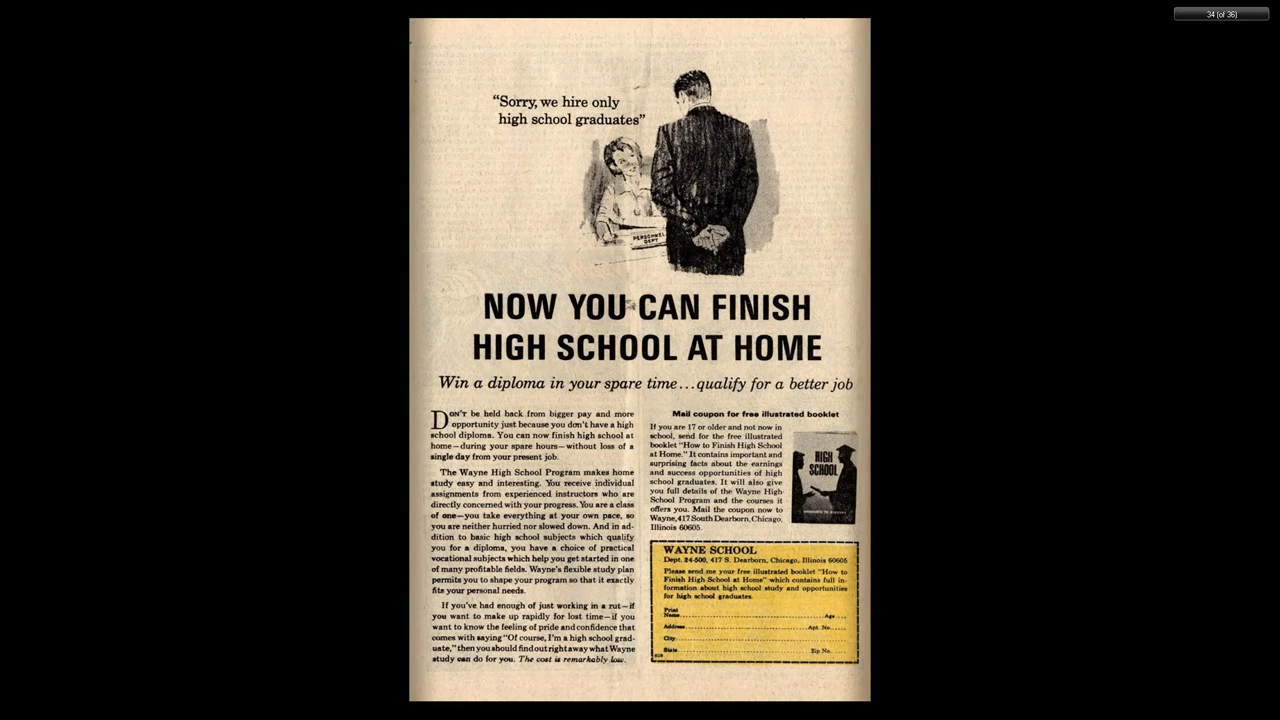 34 (of 36)
“Sorry, we hire only
high school graduates”
PERSONNEL
DEPT
NOW YOU CAN FINISH
HIGH SCHOOL AT HOME
Win a diploma in your spare time...qualify for a better job
DON'T be held back from bigger pay and more
opportunity just because you don't have a high
school diploma. You can now finish high school at
home—during your spare hours—without loss of a
single day from your present job.
The Wayne High School Program makes home
study easy and interesting. You receive individual
assignments from experienced instructors who are
directly concerned with your progress. You are a class
of one—you take everything at your own pace, so
you are neither hurried nor slowed down. And in ad-
dition to basic high school subjects which qualify
you for a diploma, you have a choice of practical
vocational subjects which help you get started in one
of many profitable fields. Wayne's flexible study plan
permits you to shape your program so that it exactly
fits your personal needs.
If you've had enough of just working in a rut—if
you want to make up rapidly for lost time—if you
want to know the feeling of pride and confidence that
comes with saying “Of course, I'm a high school grad-
uate,” then you should find out right away what Wayne
study can do for you. The cost is remarkably low.
Mail coupon for free illustrated booklet
If you are 17 or older and not now in
school, send for the free illustrated
booklet “How to Finish High School
at Home.” It contains important and
surprising facts about the earnings
and success opportunities of high
school graduates. It will also give
you full details of the Wayne High
School Program and the courses it
offers you. Mail the coupon now to
Wayne, 417 South Dearborn, Chicago,
Illinois 60605.
HIGH
SCHOOL
WAYNE SCHOOL
Dept. 24-500, 417 S. Dearborn, Chicago, Illinois 60605
Please send me your free illustrated booklet “How to
Finish High School at Home” which contains full in-
formation about high school study and opportunities
for high school graduates.
Print
Name Age
Address Apt. No.
City
State Zip No.